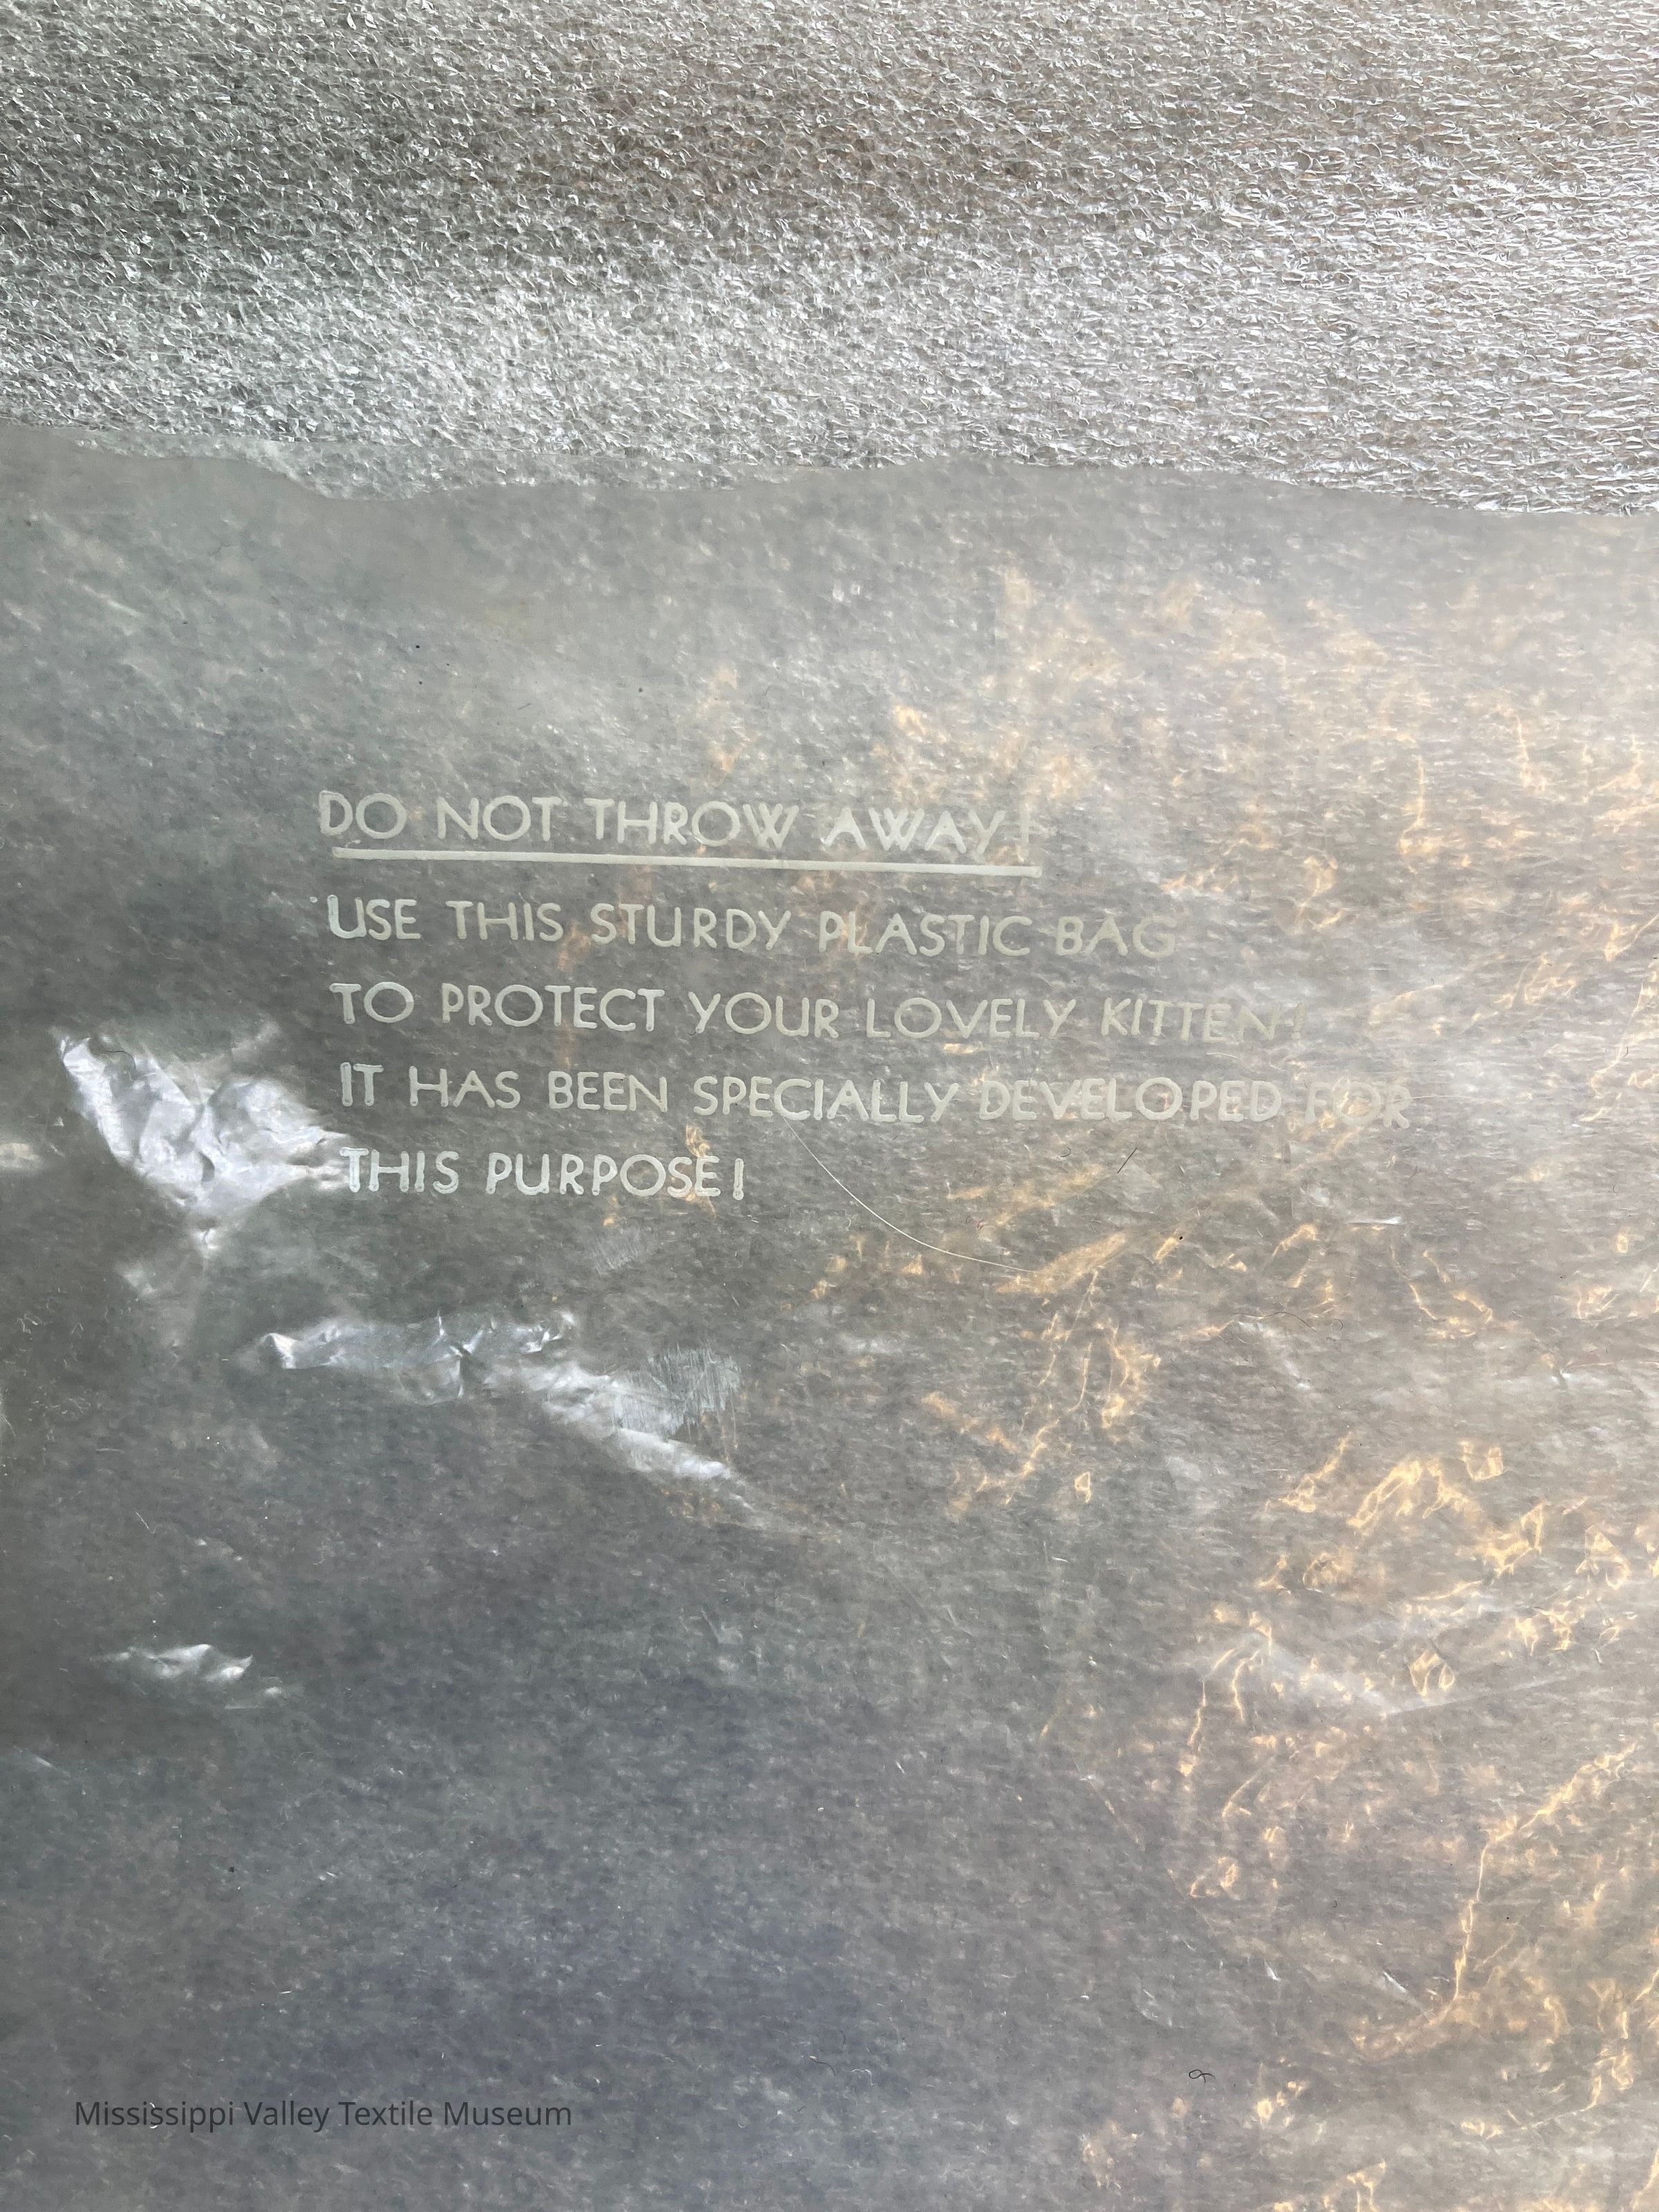 DO NOT THROW AWAY!
USE THIS STURDY PLASTIC BAG
TO PROTECT YOUR LOVELY KITTEN!
IT HAS BEEN SPECIALLY DEVELOPED FOR
THIS PURPOSE!
Mississippi Valley Textile Museum